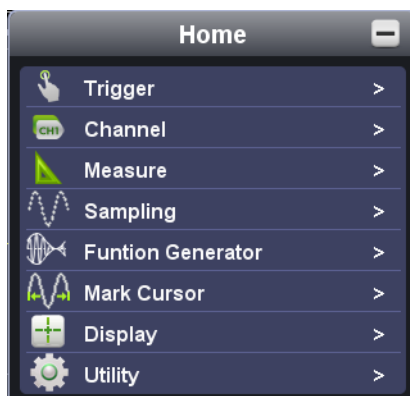 Home
Trigger >
CH1 Channel >
Measure >
Sampling >
Funtion Generator >
Mark Cursor >
Display >
Utility >